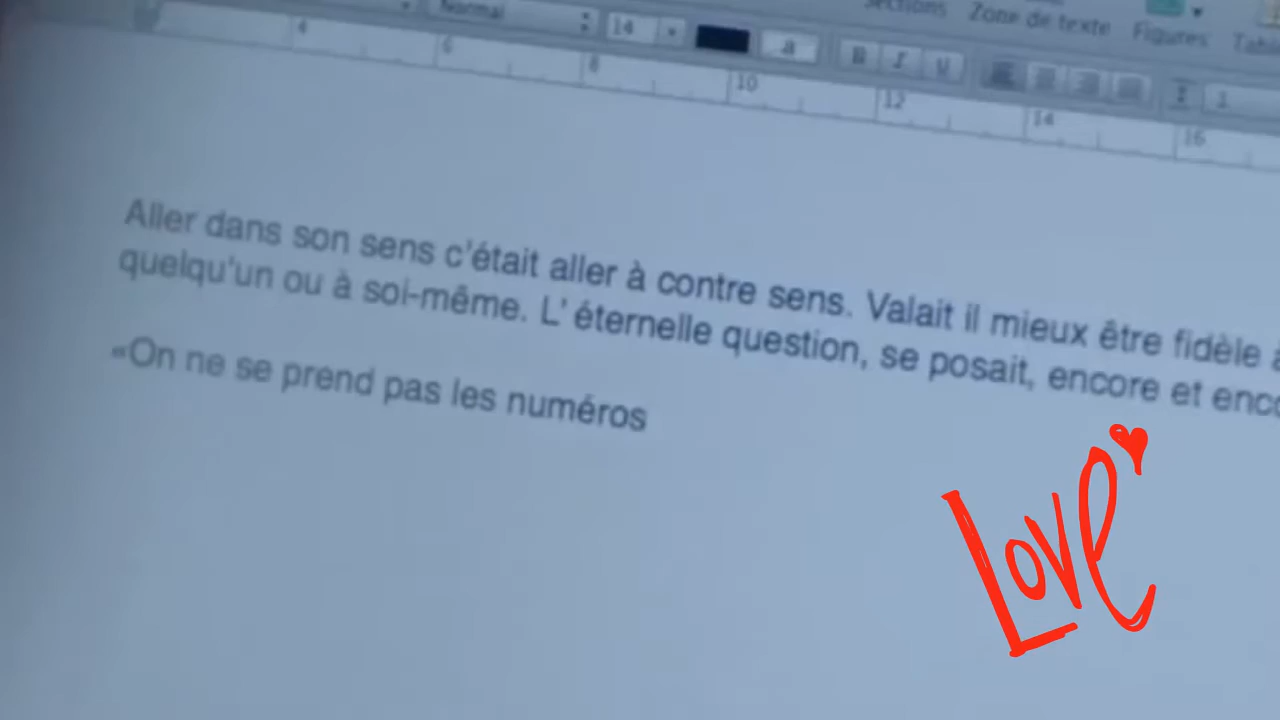 Sections Zone de texte Figures
Normal 14 a B I U 1
4 6 8 10 12 14 16
Aller dans son sens c'était aller à contre sens. Valait il mieux être fidèle à
quelqu'un ou à soi-même. L' éternelle question, se posait, encore et
«On ne se prend pas les numéros
Love